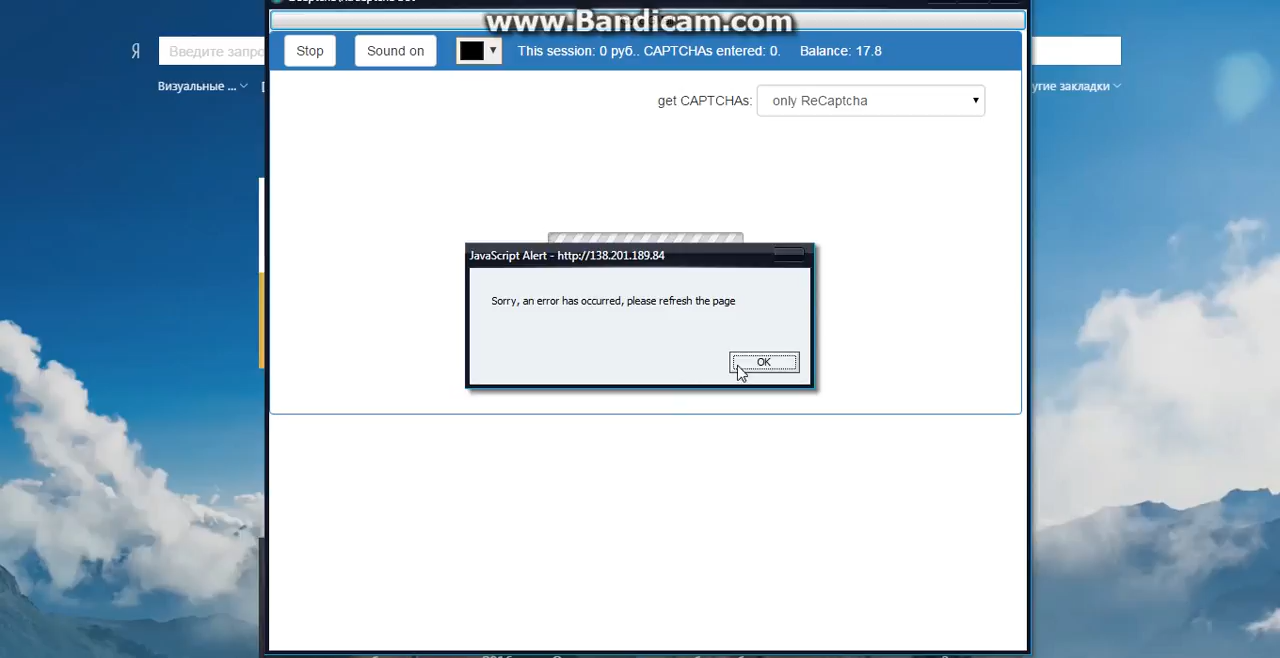 www.Bandicam.com
Я
Введите запро
Stop
Sound on
This session: 0 руб.. CAPTCHAs entered: 0. Balance: 17.8
Визуальные ...
get CAPTCHAs:
only ReCaptcha
JavaScript Alert - http://138.201.189.84
Sorry, an error has occurred, please refresh the page
OK